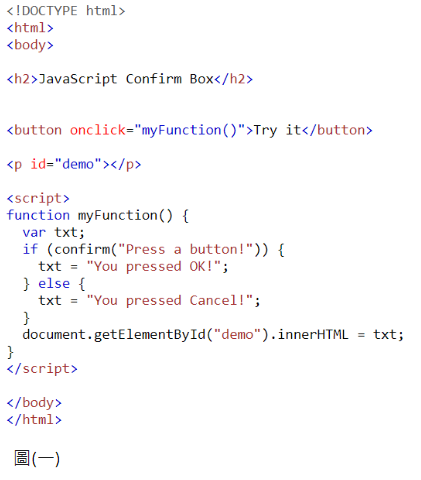 <!DOCTYPE html>
<html>
<body>
<h2>JavaScript Confirm Box</h2>
<button onclick="myFunction()">Try it</button>
<p id="demo"></p>
<script>
function myFunction() {
  var txt;
  if (confirm("Press a button!")) {
    txt = "You pressed OK!";
  } else {
    txt = "You pressed Cancel!";
  }
  document.getElementById("demo").innerHTML = txt;
}
</script>
</body>
</html>
圖(一)